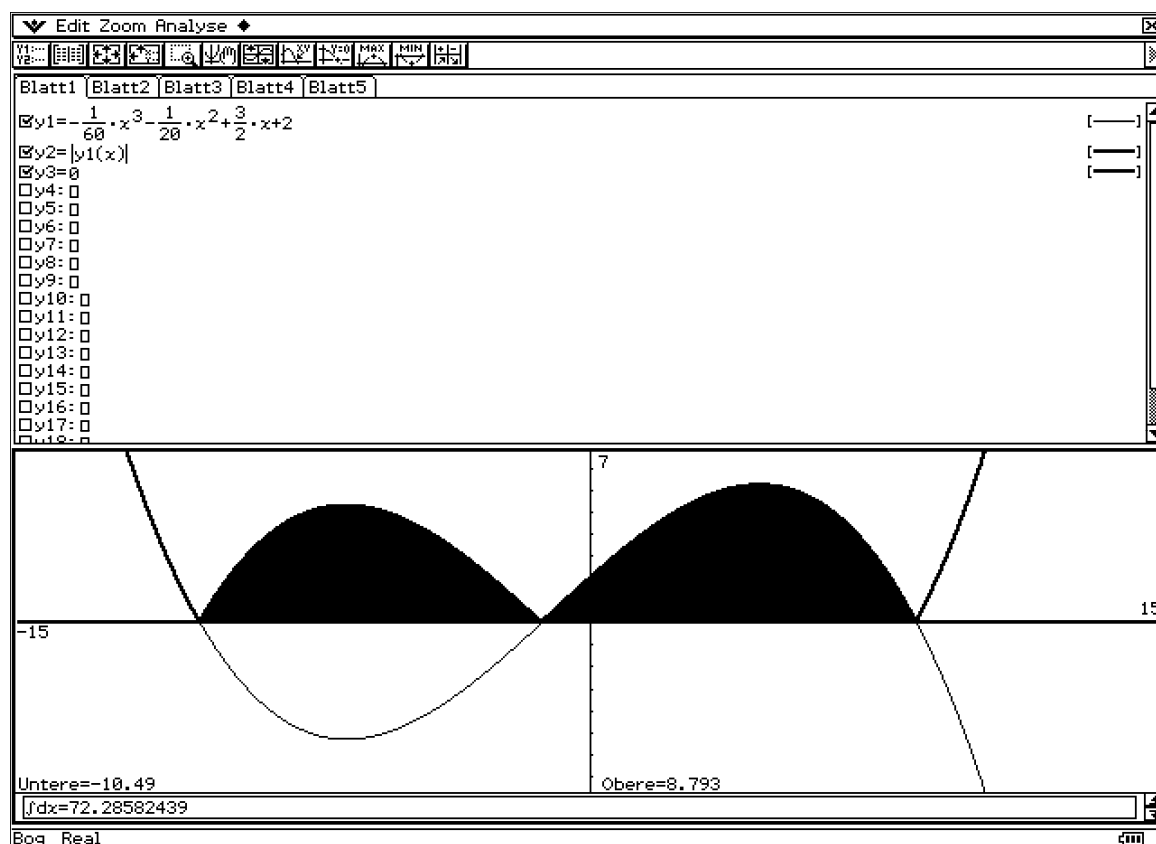 Edit Zoom Analyse ◆
Blatt1 Blatt2 Blatt3 Blatt4 Blatt5
y1=-1/60·x^3-1/20·x^2+3/2·x+2
y2=|y1(x)|
y3=0
y4:▯
y5:▯
y6:▯
y7:▯
y8:▯
y9:▯
y10:▯
y11:▯
y12:▯
y13:▯
y14:▯
y15:▯
y16:▯
y17:▯
y18:▯
7
-15
15
Untere=-10.49
Obere=8.793
∫dx=72.28582439
Bog Real